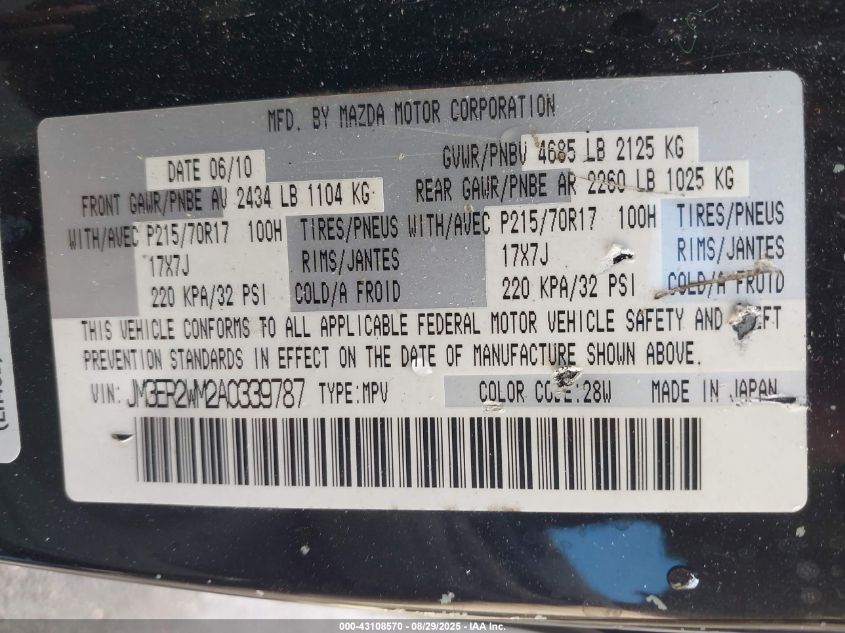 MFD. BY MAZDA MOTOR CORPORATION
DATE 06/10 GVWR/PNBV 4685 LB 2125 KG
FRONT GAWR/PNBE AV 2434 LB 1104 KG REAR GAWR/PNBE AR 2260 LB 1025 KG
WITH/AVEC P215/70R17 100H TIRES/PNEUS WITH/AVEC P215/70R17 100H TIRES/PNEUS
17X7J RIMS/JANTES 17X7J RIMS/JANTES
220 KPA/32 PSI COLD/A FROID 220 KPA/32 PSI COLD/A FROID
THIS VEHICLE CONFORMS TO ALL APPLICABLE FEDERAL MOTOR VEHICLE SAFETY AND THEFT
PREVENTION STANDARDS IN EFFECT ON THE DATE OF MANUFACTURE SHOWN ABOVE.
VIN: JM3ER2WM2A0339787 TYPE:MPV COLOR CODE:28W MADE IN JAPAN
000-43108570 - 08/29/2025 - IAA Inc.